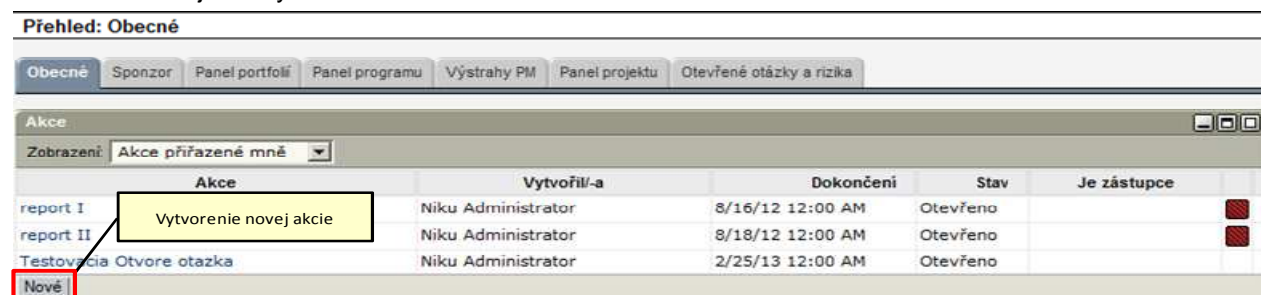 Přehled: Obecné
Obecné Sponzor Panel portfolií Panel programu Výstrahy PM Panel projektu Otevřené otázky a rizika
Akce
Zobrazení: Akce přiřazené mně
Akce Vytvořil/-a Dokončení Stav Je zástupce
report I Niku Administrator 8/16/12 12:00 AM Otevřeno
Vytvorenie novej akcie
report II Niku Administrator 8/18/12 12:00 AM Otevřeno
Testovacia Otvore otazka Niku Administrator 2/25/13 12:00 AM Otevřeno
Nové